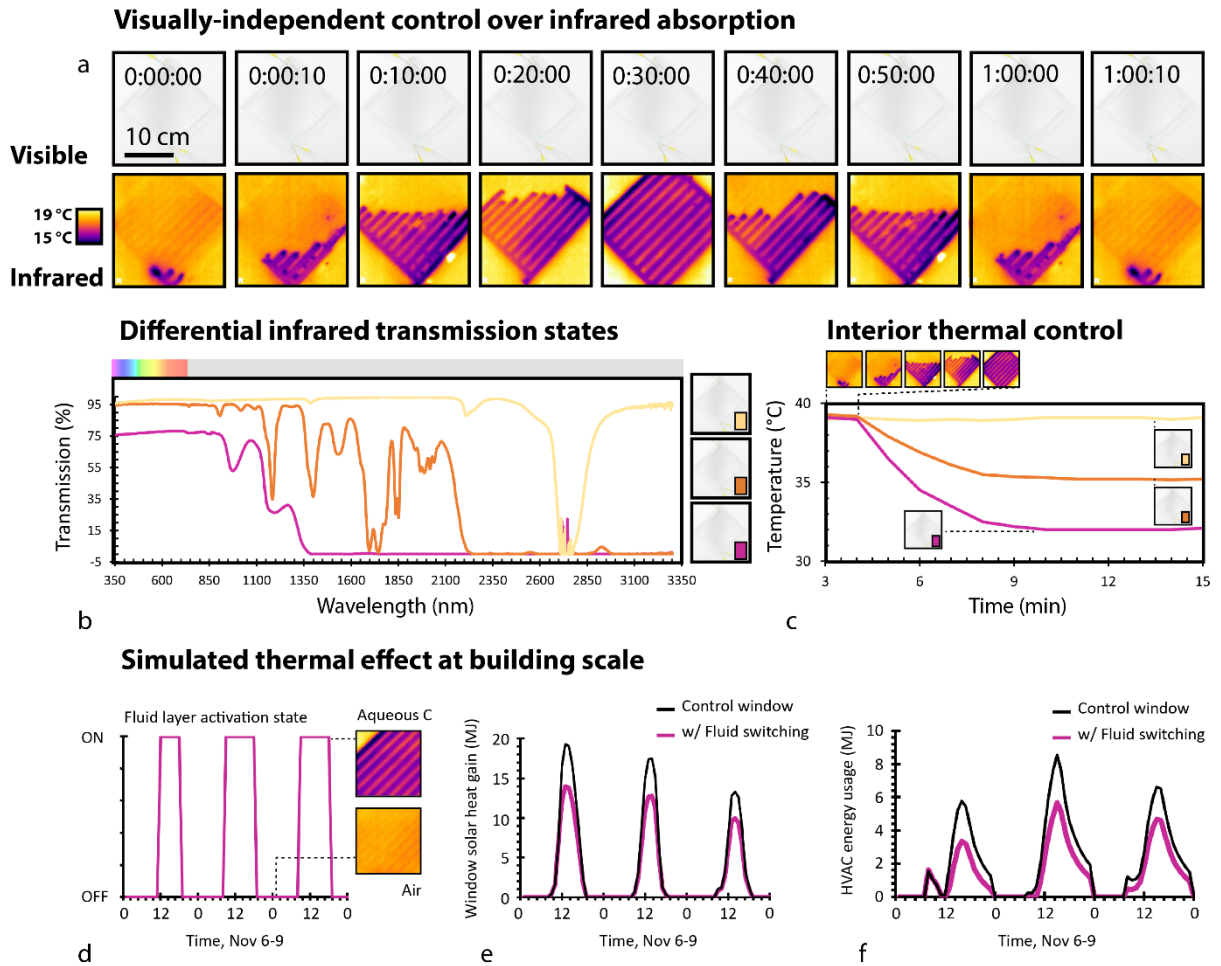 Visually-independent control over infrared absorption
a
0:00:00 0:00:10 0:10:00 0:20:00 0:30:00 0:40:00 0:50:00 1:00:00 1:00:10
10 cm
Visible
19 °C
15 °C
Infrared
Differential infrared transmission states
Transmission (%)
95
75
55
35
15
-5
350 600 850 1100 1350 1600 1850 2100 2350 2600 2850 3100 3350
Wavelength (nm)
b
Interior thermal control
Temperature (°C)
40
35
30
3 6 9 12 15
Time (min)
c
Simulated thermal effect at building scale
Fluid layer activation state
Aqueous C
ON
OFF
Air
0 12 0 12 0 12 0
Time, Nov 6-9
d
Control window
w/ Fluid switching
Window solar heat gain (MJ)
20
15
10
5
0
0 12 0 12 0 12 0
Time, Nov 6-9
e
Control window
w/ Fluid switching
HVAC energy usage (MJ)
10
8
6
4
2
0
0 12 0 12 0 12 0
Time, Nov 6-9
f